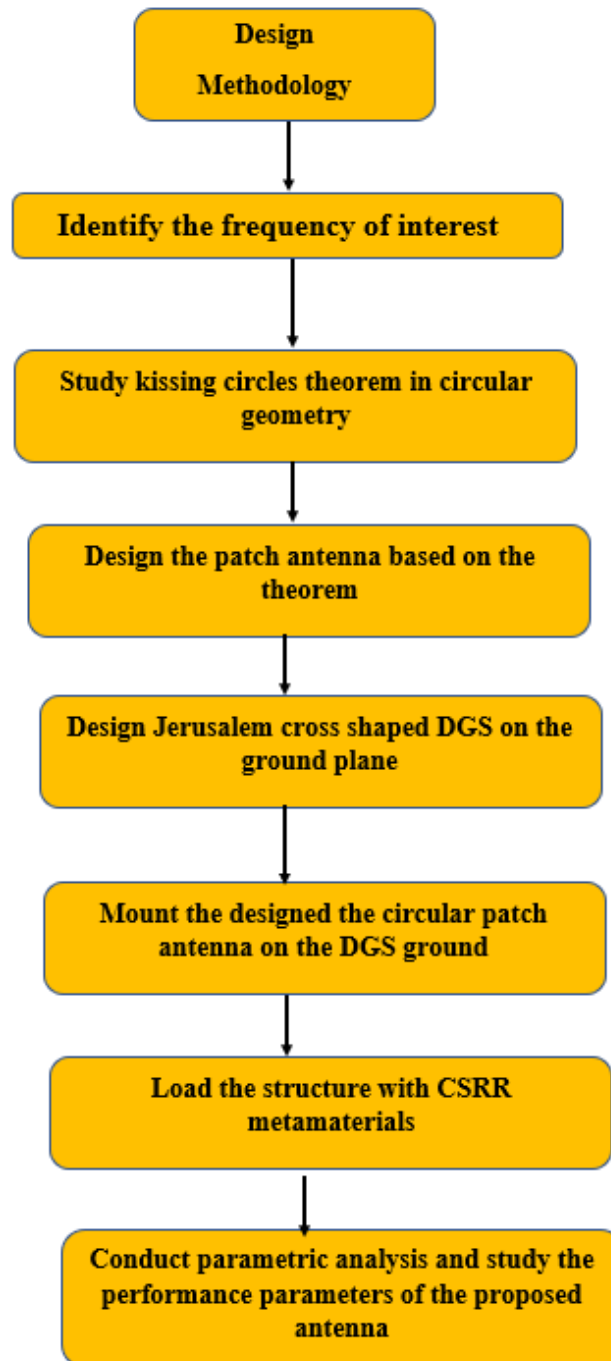 Design
Methodology
Identify the frequency of interest
Study kissing circles theorem in circular
geometry
Design the patch antenna based on the
theorem
Design Jerusalem cross shaped DGS on the
ground plane
Mount the designed the circular patch
antenna on the DGS ground
Load the structure with CSRR
metamaterials
Conduct parametric analysis and study the
performance parameters of the proposed
antenna